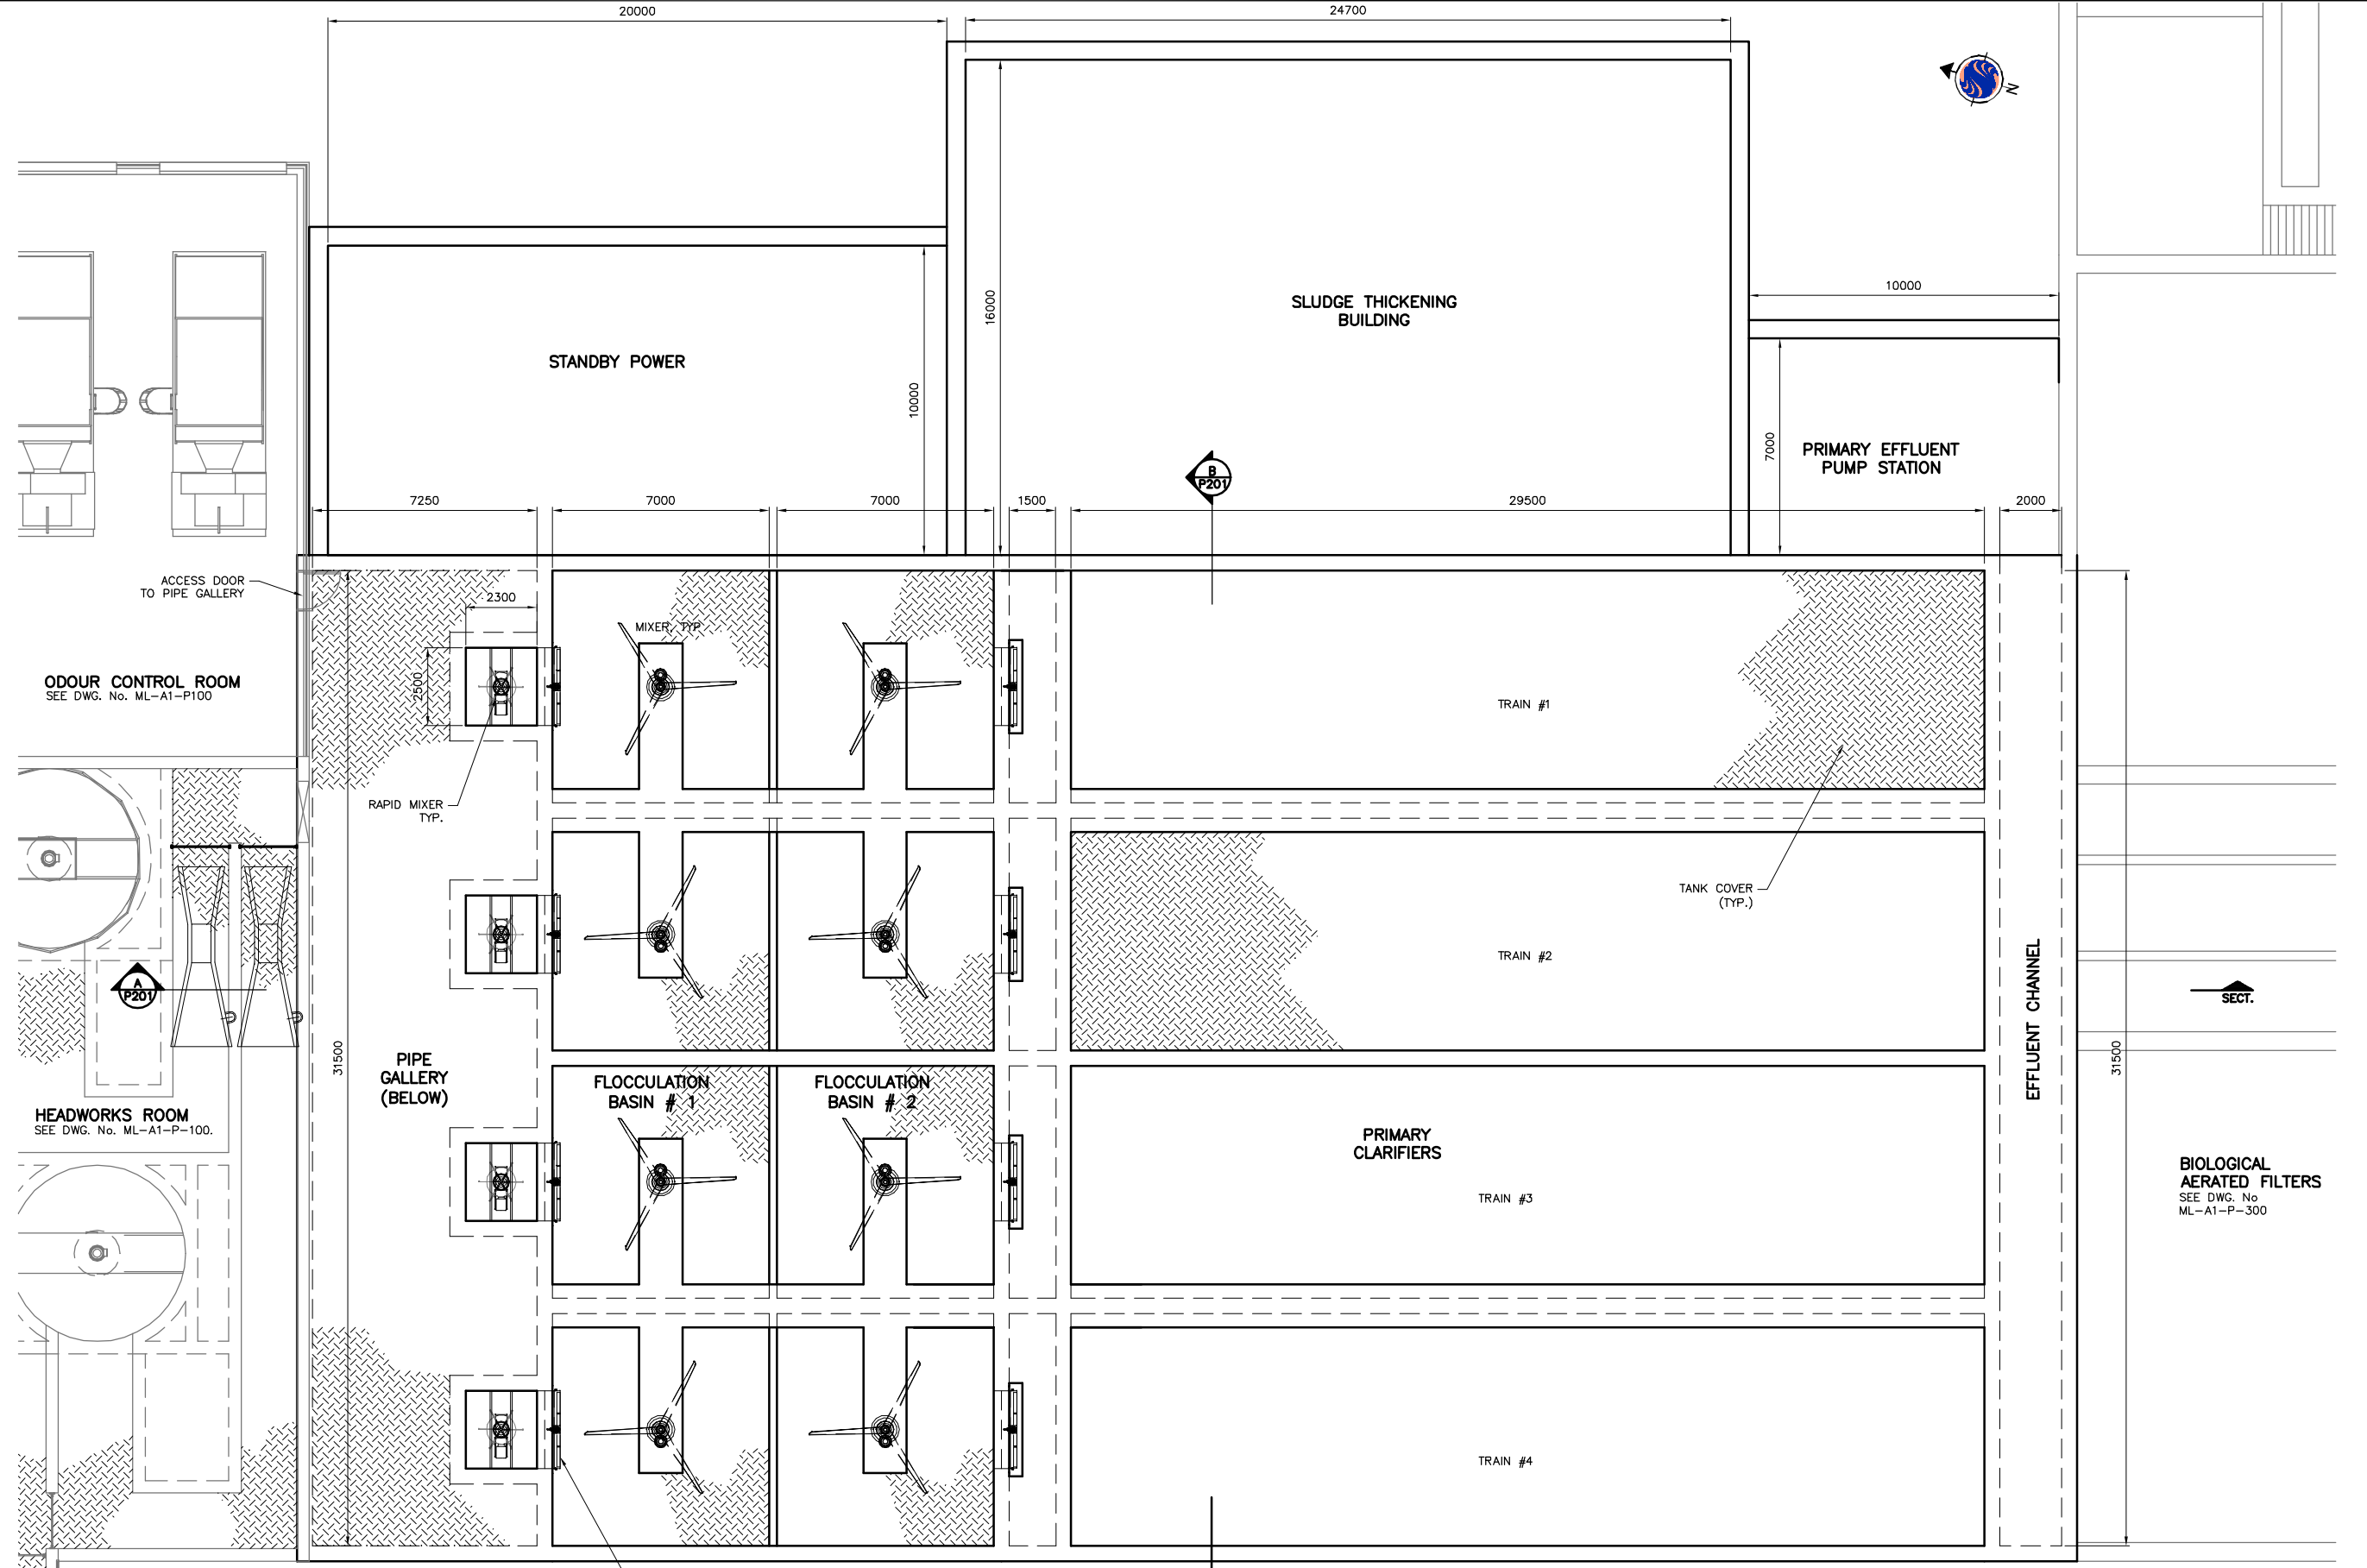 20000
24700
N
16000
SLUDGE THICKENING
BUILDING
10000
STANDBY POWER
10000
7000
PRIMARY EFFLUENT
PUMP STATION
B
P201
7250
7000
7000
1500
29500
2000
ACCESS DOOR
TO PIPE GALLERY
2300
MIXER, TYP
2500
ODOUR CONTROL ROOM
SEE DWG. No. ML-A1-P100
TRAIN #1
RAPID MIXER
TYP.
TANK COVER
(TYP.)
TRAIN #2
A
P201
SECT.
EFFLUENT CHANNEL
31500
31500
PIPE
GALLERY
(BELOW)
FLOCCULATION
BASIN # 1
FLOCCULATION
BASIN # 2
HEADWORKS ROOM
SEE DWG. No. ML-A1-P-100.
PRIMARY
CLARIFIERS
TRAIN #3
BIOLOGICAL
AERATED FILTERS
SEE DWG. No
ML-A1-P-300
TRAIN #4